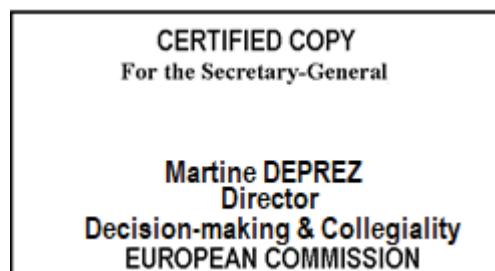 CERTIFIED COPY
For the Secretary-General
Martine DEPREZ
Director
Decision-making & Collegiality
EUROPEAN COMMISSION